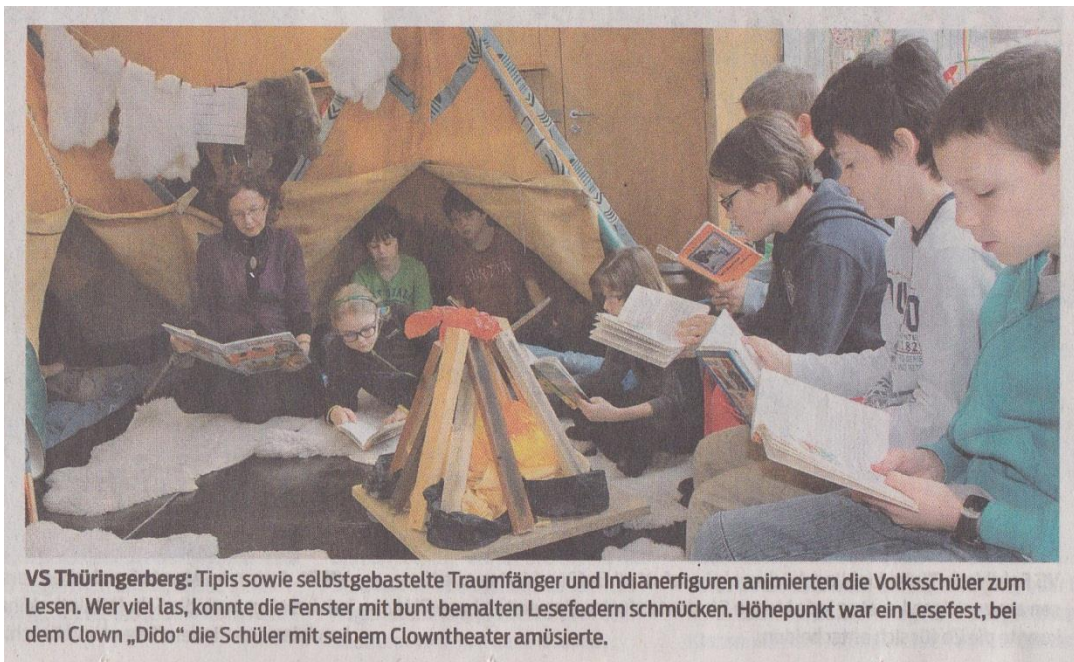 VS Thüringerberg: Tipis sowie selbstgebastelte Traumfänger und Indianerfiguren animierten die Volksschüler zum
Lesen. Wer viel las, konnte die Fenster mit bunt bemalten Lesefedern schmücken. Höhepunkt war ein Lesefest, bei
dem Clown „Dido“ die Schüler mit seinem Clowntheater amüsierte.